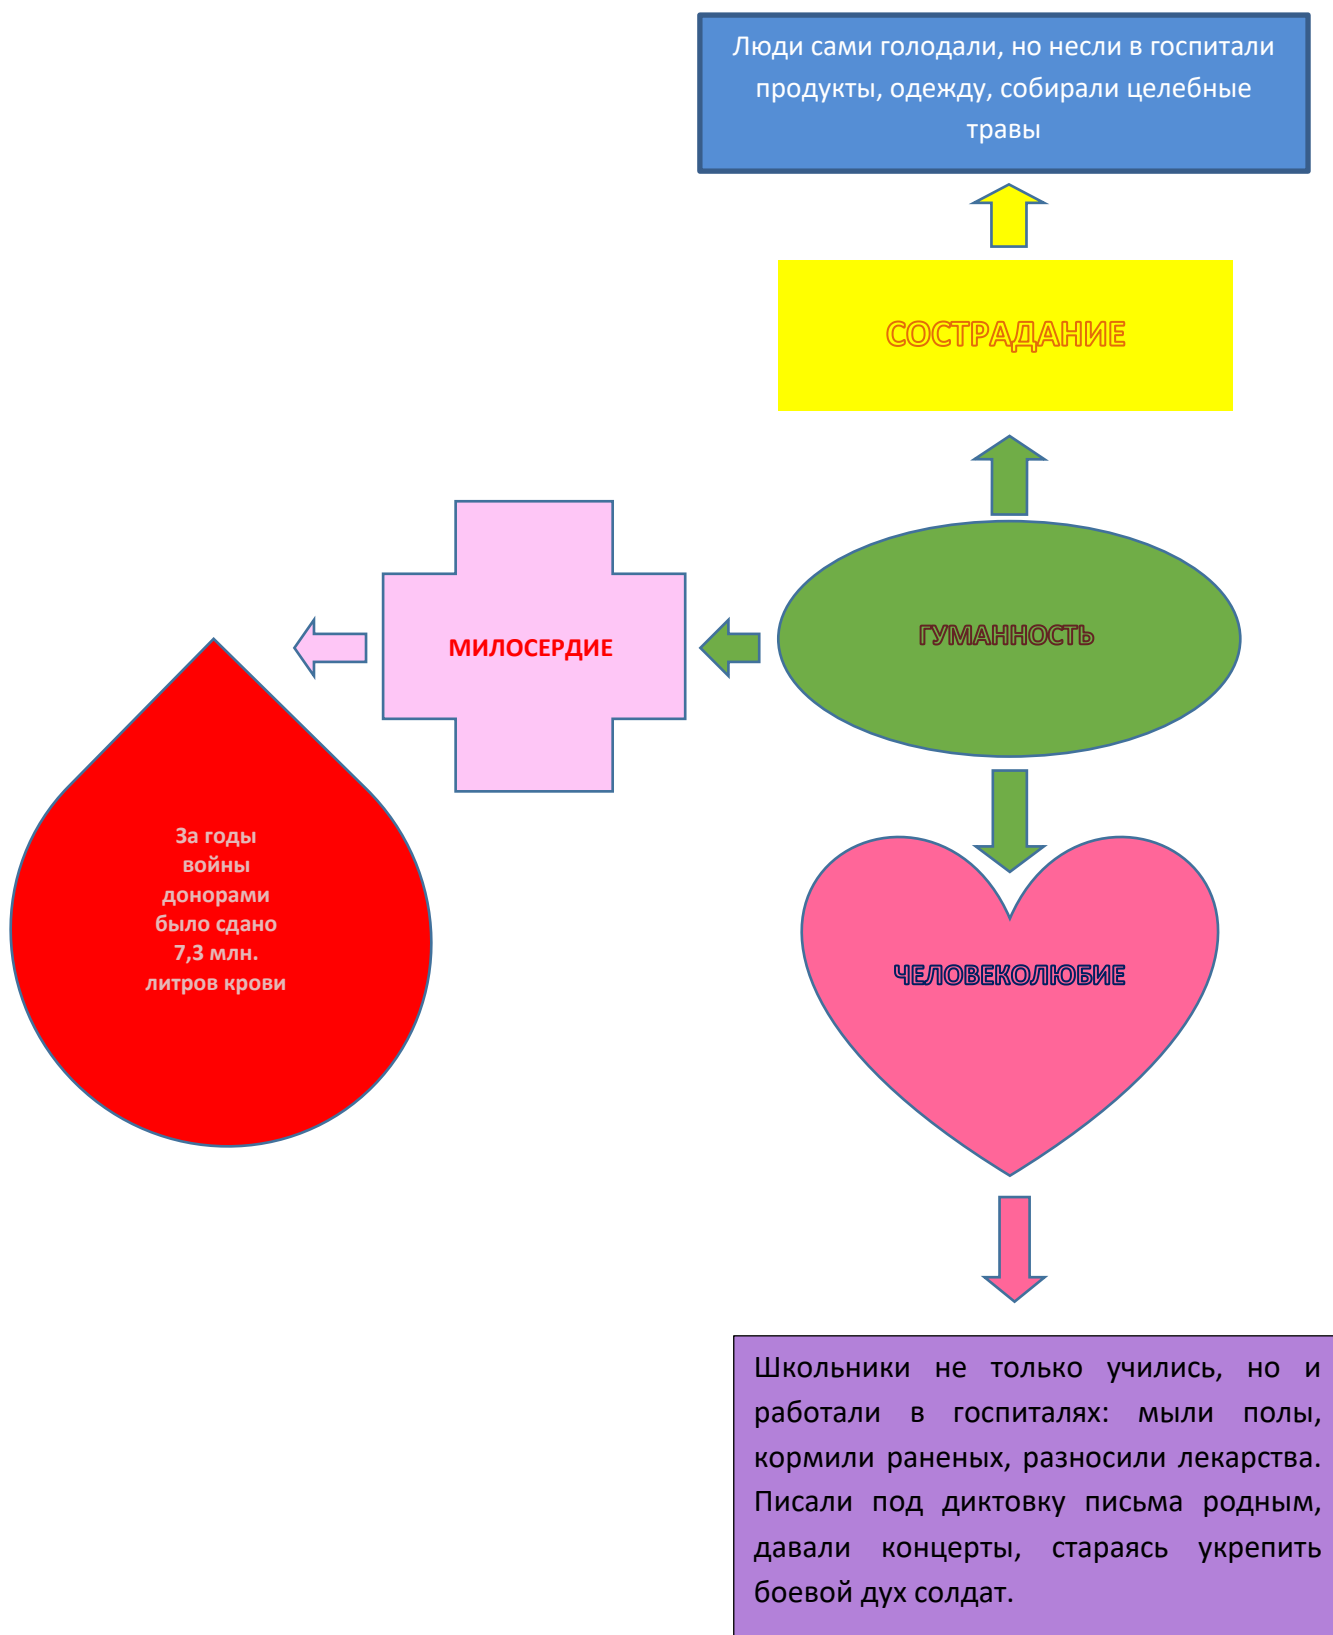 Люди сами голодали, но несли в госпитали
продукты, одежду, собирали целебные
травы
СОСТРАДАНИЕ
ГУМАННОСТЬ
МИЛОСЕРДИЕ
За годы
войны
донорами
было сдано
7,3 млн.
литров крови
ЧЕЛОВЕКОЛЮБИЕ
Школьники не только учились, но и
работали в госпиталях: мыли полы,
кормили раненых, разносили лекарства.
Писали под диктовку письма родным,
давали концерты, стараясь укрепить
боевой дух солдат.